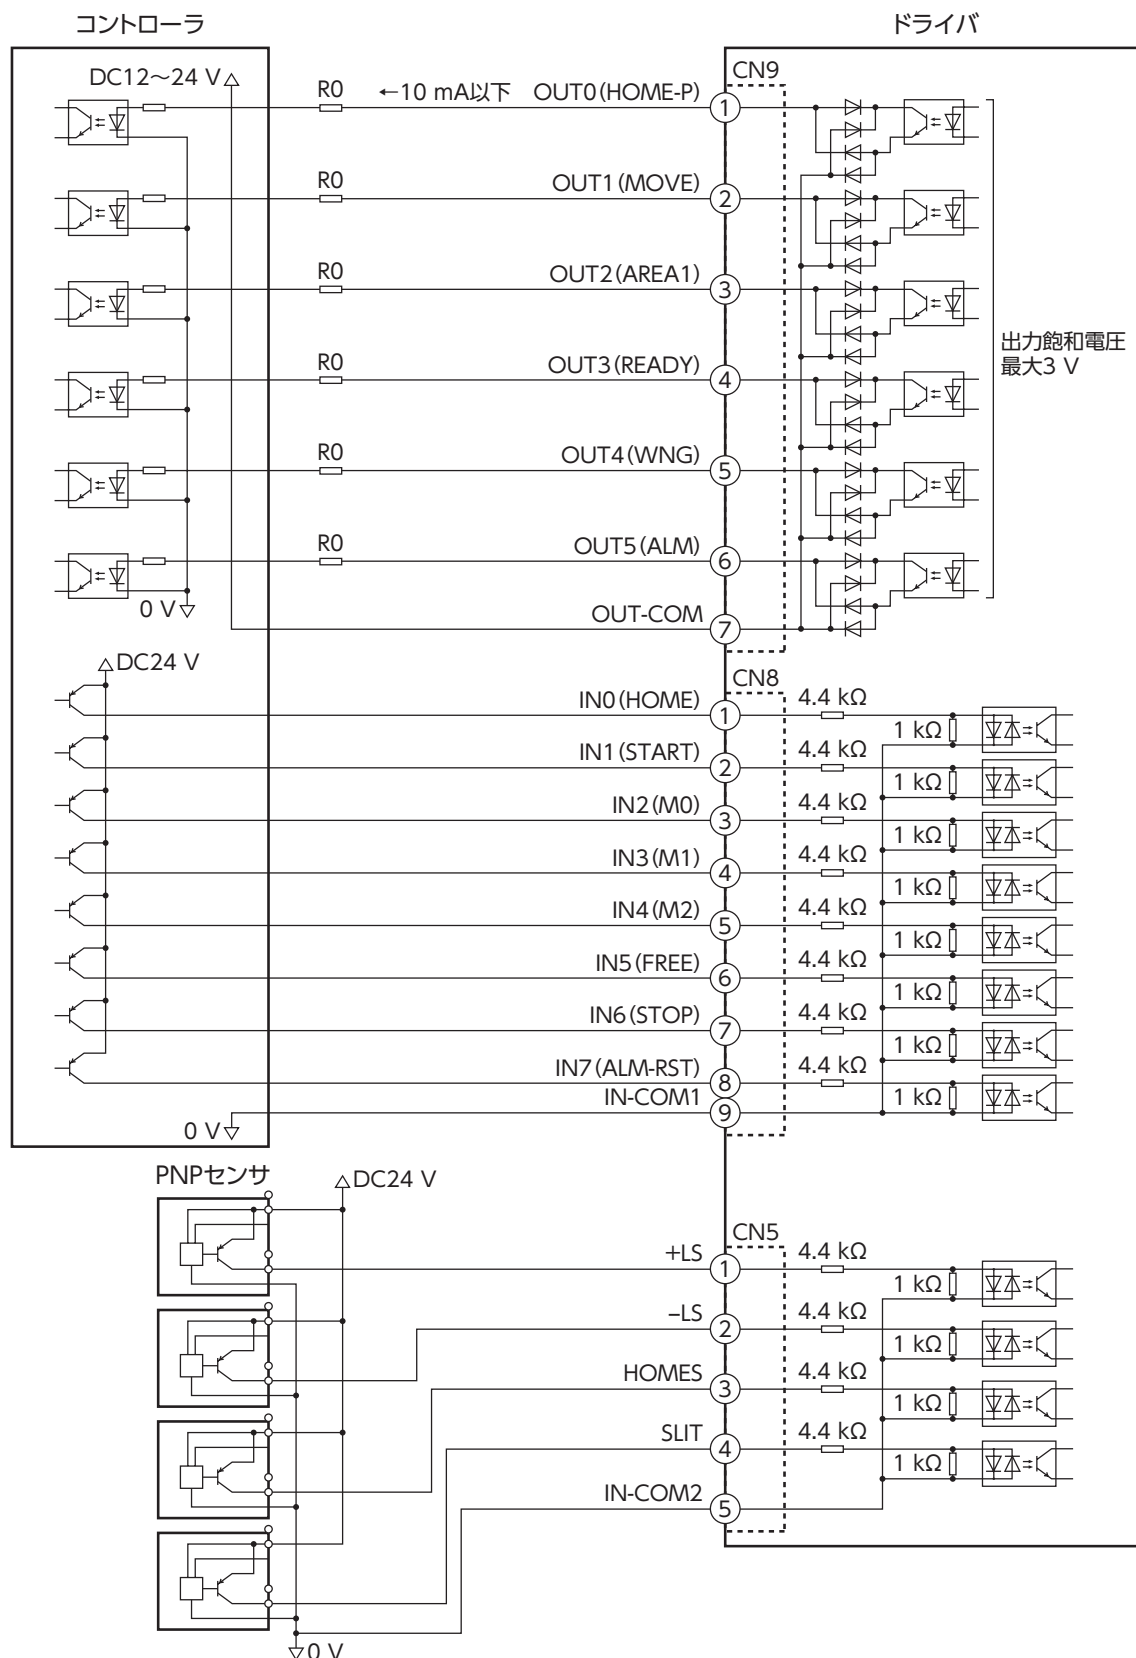 コントローラ
ドライバ
DC12～24 V
R0
←10 mA以下
OUT0(HOME-P)
CN9
1
R0
OUT1(MOVE)
2
R0
OUT2(AREA1)
3
出力飽和電圧
最大3 V
R0
OUT3(READY)
4
R0
OUT4(WNG)
5
R0
OUT5(ALM)
6
0 V
OUT-COM
7
DC24 V
CN8
IN0(HOME)
1
4.4 kΩ
1 kΩ
IN1(START)
2
4.4 kΩ
1 kΩ
IN2(M0)
3
4.4 kΩ
1 kΩ
IN3(M1)
4
4.4 kΩ
1 kΩ
IN4(M2)
5
4.4 kΩ
1 kΩ
IN5(FREE)
6
4.4 kΩ
1 kΩ
IN6(STOP)
7
4.4 kΩ
1 kΩ
IN7(ALM-RST)
8
4.4 kΩ
1 kΩ
IN-COM1
9
0 V
PNPセンサ
DC24 V
CN5
+LS
1
4.4 kΩ
1 kΩ
–LS
2
4.4 kΩ
1 kΩ
HOMES
3
4.4 kΩ
1 kΩ
SLIT
4
4.4 kΩ
1 kΩ
IN-COM2
5
0 V